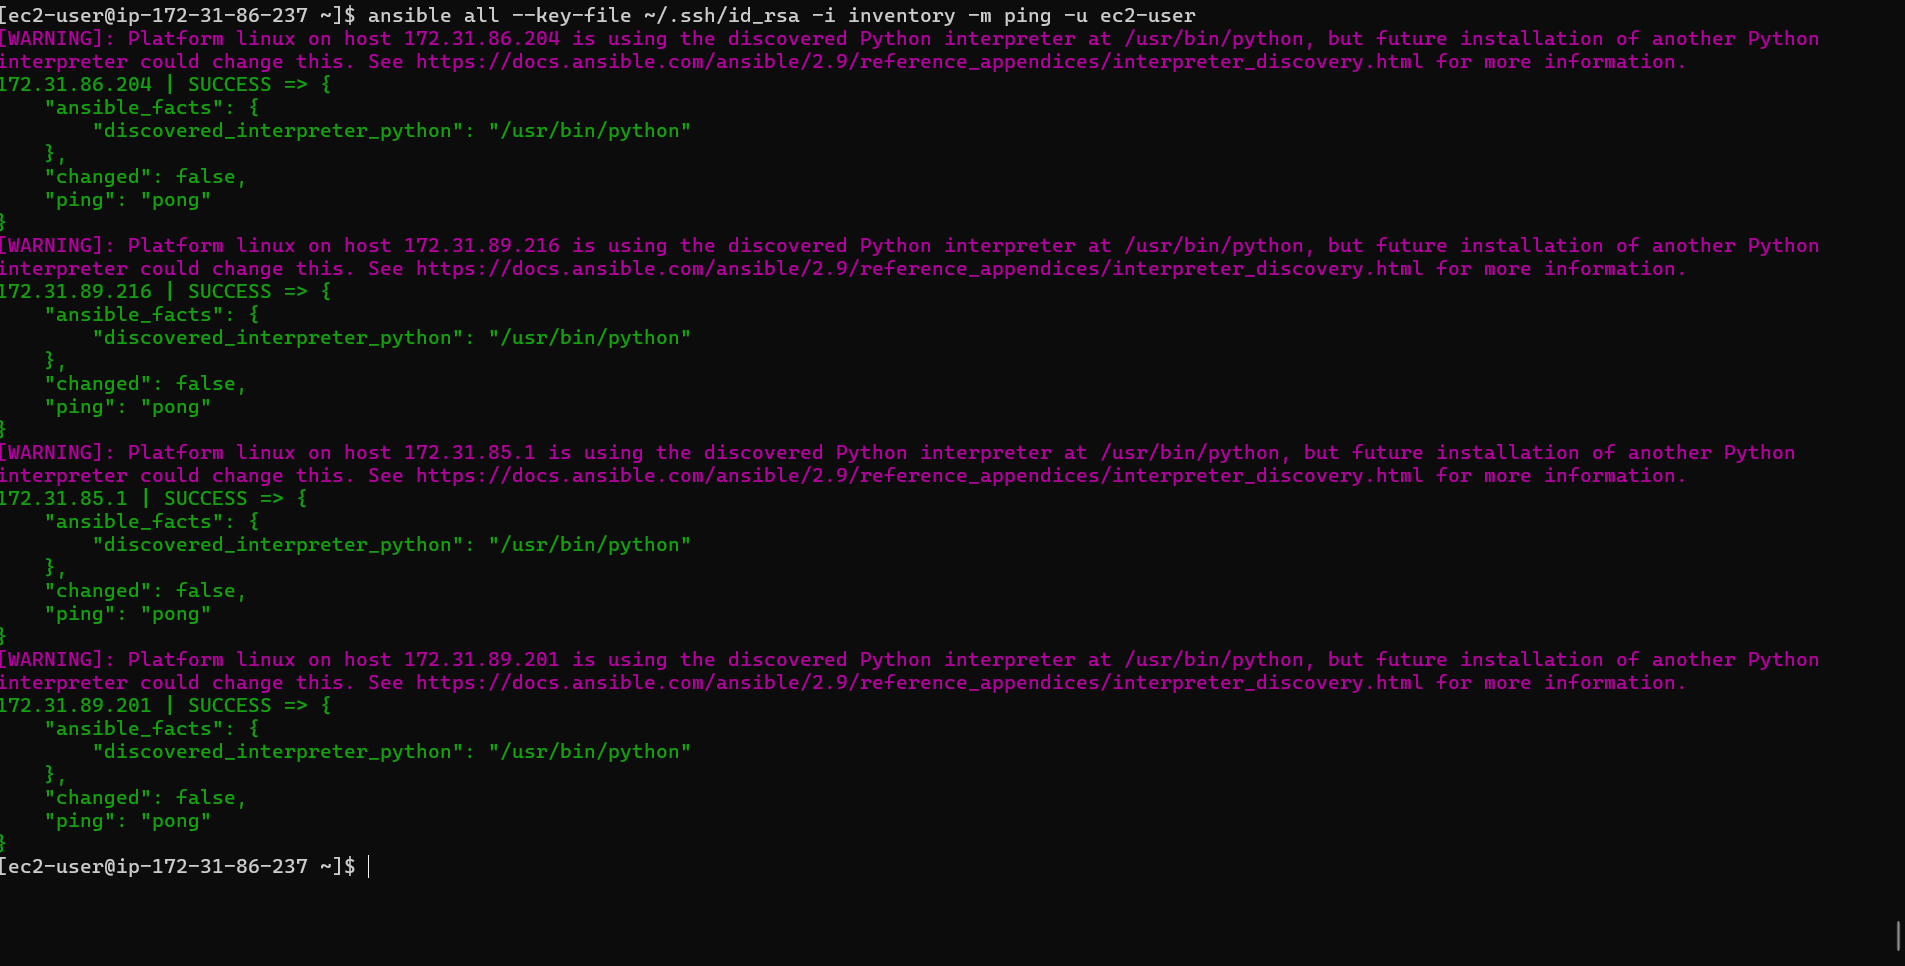 [ec2-user@ip-172-31-86-237 ~]$ ansible all --key-file ~/.ssh/id_rsa -i inventory -m ping -u ec2-user
[WARNING]: Platform linux on host 172.31.86.204 is using the discovered Python interpreter at /usr/bin/python, but future installation of another Python
interpreter could change this. See https://docs.ansible.com/ansible/2.9/reference_appendices/interpreter_discovery.html for more information.
172.31.86.204 | SUCCESS => {
    "ansible_facts": {
        "discovered_interpreter_python": "/usr/bin/python"
    },
    "changed": false,
    "ping": "pong"
}
[WARNING]: Platform linux on host 172.31.89.216 is using the discovered Python interpreter at /usr/bin/python, but future installation of another Python
interpreter could change this. See https://docs.ansible.com/ansible/2.9/reference_appendices/interpreter_discovery.html for more information.
172.31.89.216 | SUCCESS => {
    "ansible_facts": {
        "discovered_interpreter_python": "/usr/bin/python"
    },
    "changed": false,
    "ping": "pong"
}
[WARNING]: Platform linux on host 172.31.85.1 is using the discovered Python interpreter at /usr/bin/python, but future installation of another Python
interpreter could change this. See https://docs.ansible.com/ansible/2.9/reference_appendices/interpreter_discovery.html for more information.
172.31.85.1 | SUCCESS => {
    "ansible_facts": {
        "discovered_interpreter_python": "/usr/bin/python"
    },
    "changed": false,
    "ping": "pong"
}
[WARNING]: Platform linux on host 172.31.89.201 is using the discovered Python interpreter at /usr/bin/python, but future installation of another Python
interpreter could change this. See https://docs.ansible.com/ansible/2.9/reference_appendices/interpreter_discovery.html for more information.
172.31.89.201 | SUCCESS => {
    "ansible_facts": {
        "discovered_interpreter_python": "/usr/bin/python"
    },
    "changed": false,
    "ping": "pong"
}
[ec2-user@ip-172-31-86-237 ~]$